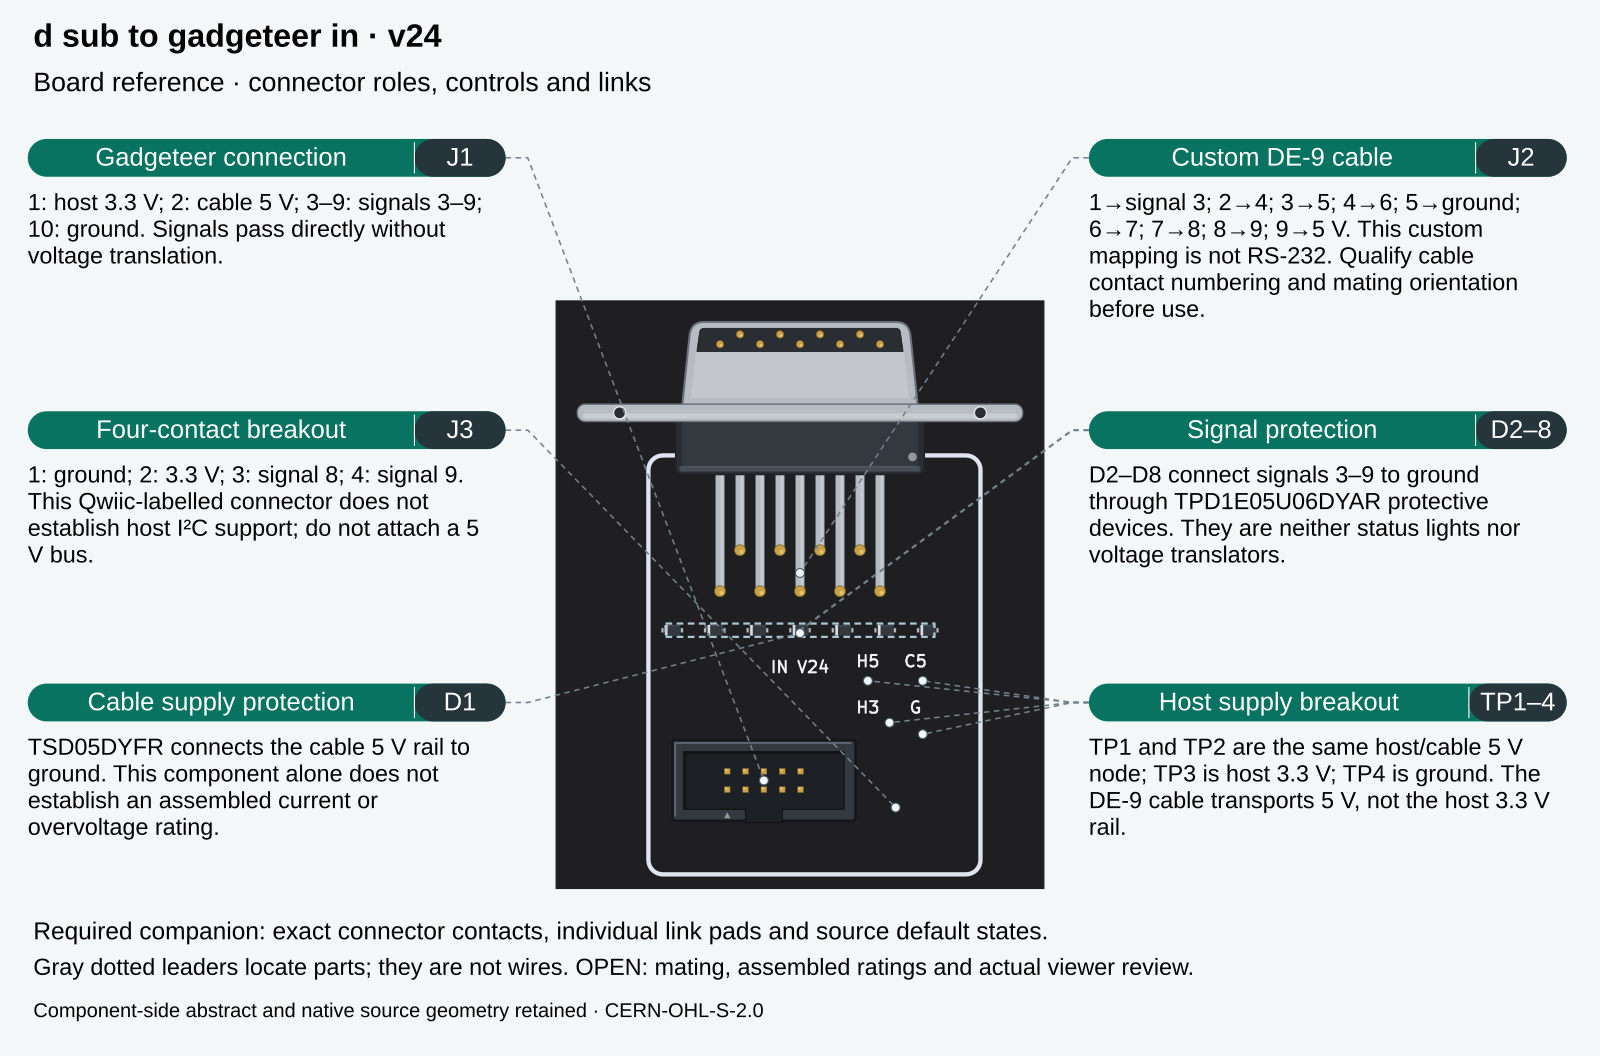 d sub to gadgeteer in · v24
Board reference · connector roles, controls and links
Gadgeteer connection J1
1: host 3.3 V; 2: cable 5 V; 3–9: signals 3–9;
10: ground. Signals pass directly without
voltage translation.
Custom DE-9 cable J2
1→signal 3; 2→4; 3→5; 4→6; 5→ground;
6→7; 7→8; 8→9; 9→5 V. This custom
mapping is not RS-232. Qualify cable
contact numbering and mating orientation
before use.
Four-contact breakout J3
1: ground; 2: 3.3 V; 3: signal 8; 4: signal 9.
This Qwiic-labelled connector does not
establish host I²C support; do not attach a 5
V bus.
Signal protection D2–8
D2–D8 connect signals 3–9 to ground
through TPD1E05U06DYAR protective
devices. They are neither status lights nor
voltage translators.
IN V24 H5 C5
H3 G
Cable supply protection D1
TSD05DYFR connects the cable 5 V rail to
ground. This component alone does not
establish an assembled current or
overvoltage rating.
Host supply breakout TP1–4
TP1 and TP2 are the same host/cable 5 V
node; TP3 is host 3.3 V; TP4 is ground. The
DE-9 cable transports 5 V, not the host 3.3 V
rail.
Required companion: exact connector contacts, individual link pads and source default states.
Gray dotted leaders locate parts; they are not wires. OPEN: mating, assembled ratings and actual viewer review.
Component-side abstract and native source geometry retained · CERN-OHL-S-2.0